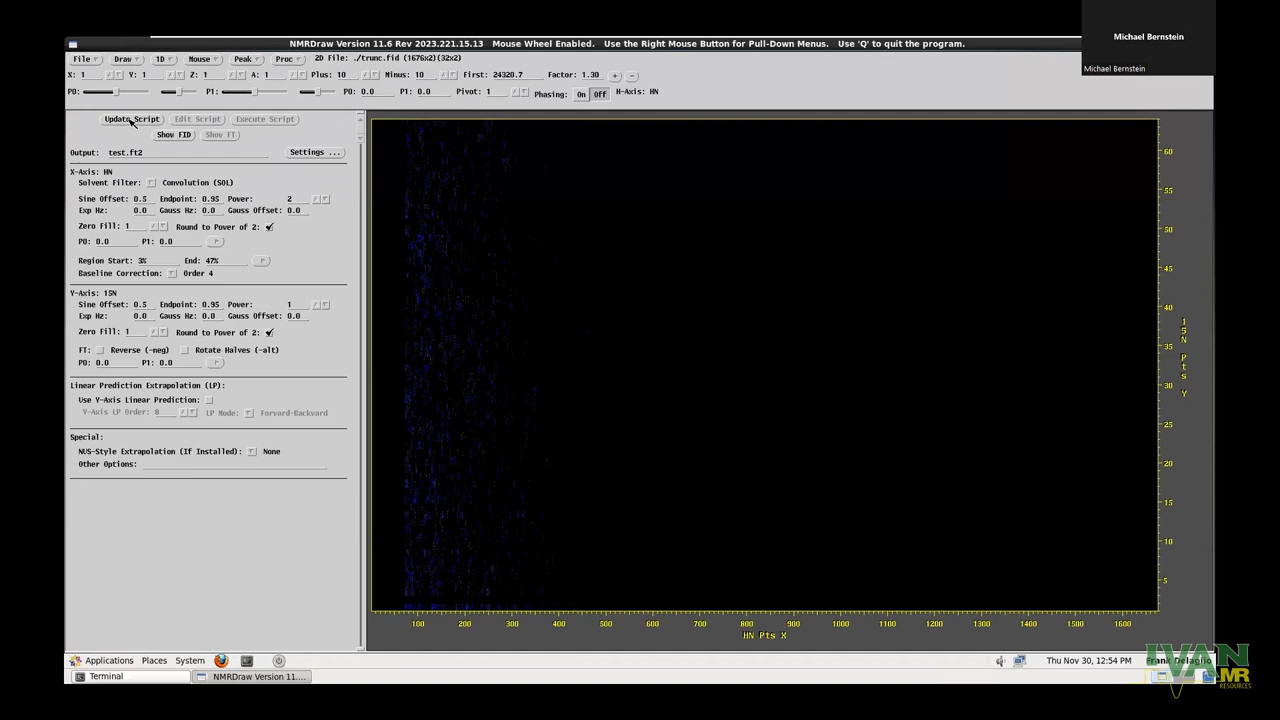 Michael Bernstein
Michael Bernstein
NMRDraw Version 11.6 Rev 2023.221.15.13 Mouse Wheel Enabled. Use the Right Mouse Button for Pull-Down Menus. Use 'Q' to quit the program.
File Draw 1D Mouse Peak Proc 2D File: ./trunc.fid (1676x2)(32x2)
X: 1 Y: 1 Z: 1 A: 1 Plus: 10 Minus: 10 First: 24320.7 Factor: 1.30 + -
P0: P1: P0: 0.0 P1: 0.0 Pivot: 1 Phasing: On Off H-Axis: HN
Update Script Edit Script Execute Script
Show FID Show FT
Output: test.ft2 Settings ...
X-Axis: HN
Solvent Filter: Convolution (SOL)
Sine Offset: 0.5 Endpoint: 0.95 Power: 2
Exp Hz: 0.0 Gauss Hz: 0.0 Gauss Offset: 0.0
Zero Fill: 1 Round to Power of 2:
P0: 0.0 P1: 0.0
Region Start: 3% End: 47%
Baseline Correction: Order 4
Y-Axis: 15N
Sine Offset: 0.5 Endpoint: 0.95 Power: 1
Exp Hz: 0.0 Gauss Hz: 0.0 Gauss Offset: 0.0
Zero Fill: 1 Round to Power of 2:
FT: Reverse (-neg) Rotate Halves (-alt)
P0: 0.0 P1: 0.0
Linear Prediction Extrapolation (LP):
Use Y-Axis Linear Prediction:
Y-Axis LP Order: 8 LP Mode: Forward-Backward
Special:
NUS-Style Extrapolation (If Installed): None
Other Options:
60
55
50
45
40
35
30
25
20
15
10
5
15N Pts Y
100 200 300 400 500 600 700 800 900 1000 1100 1200 1300 1400 1500 1600
HN Pts X
Applications Places System Thu Nov 30, 12:54 PM Frank Delaglio
Terminal NMRDraw Version 11....
IVAN
MR
RESOURCES